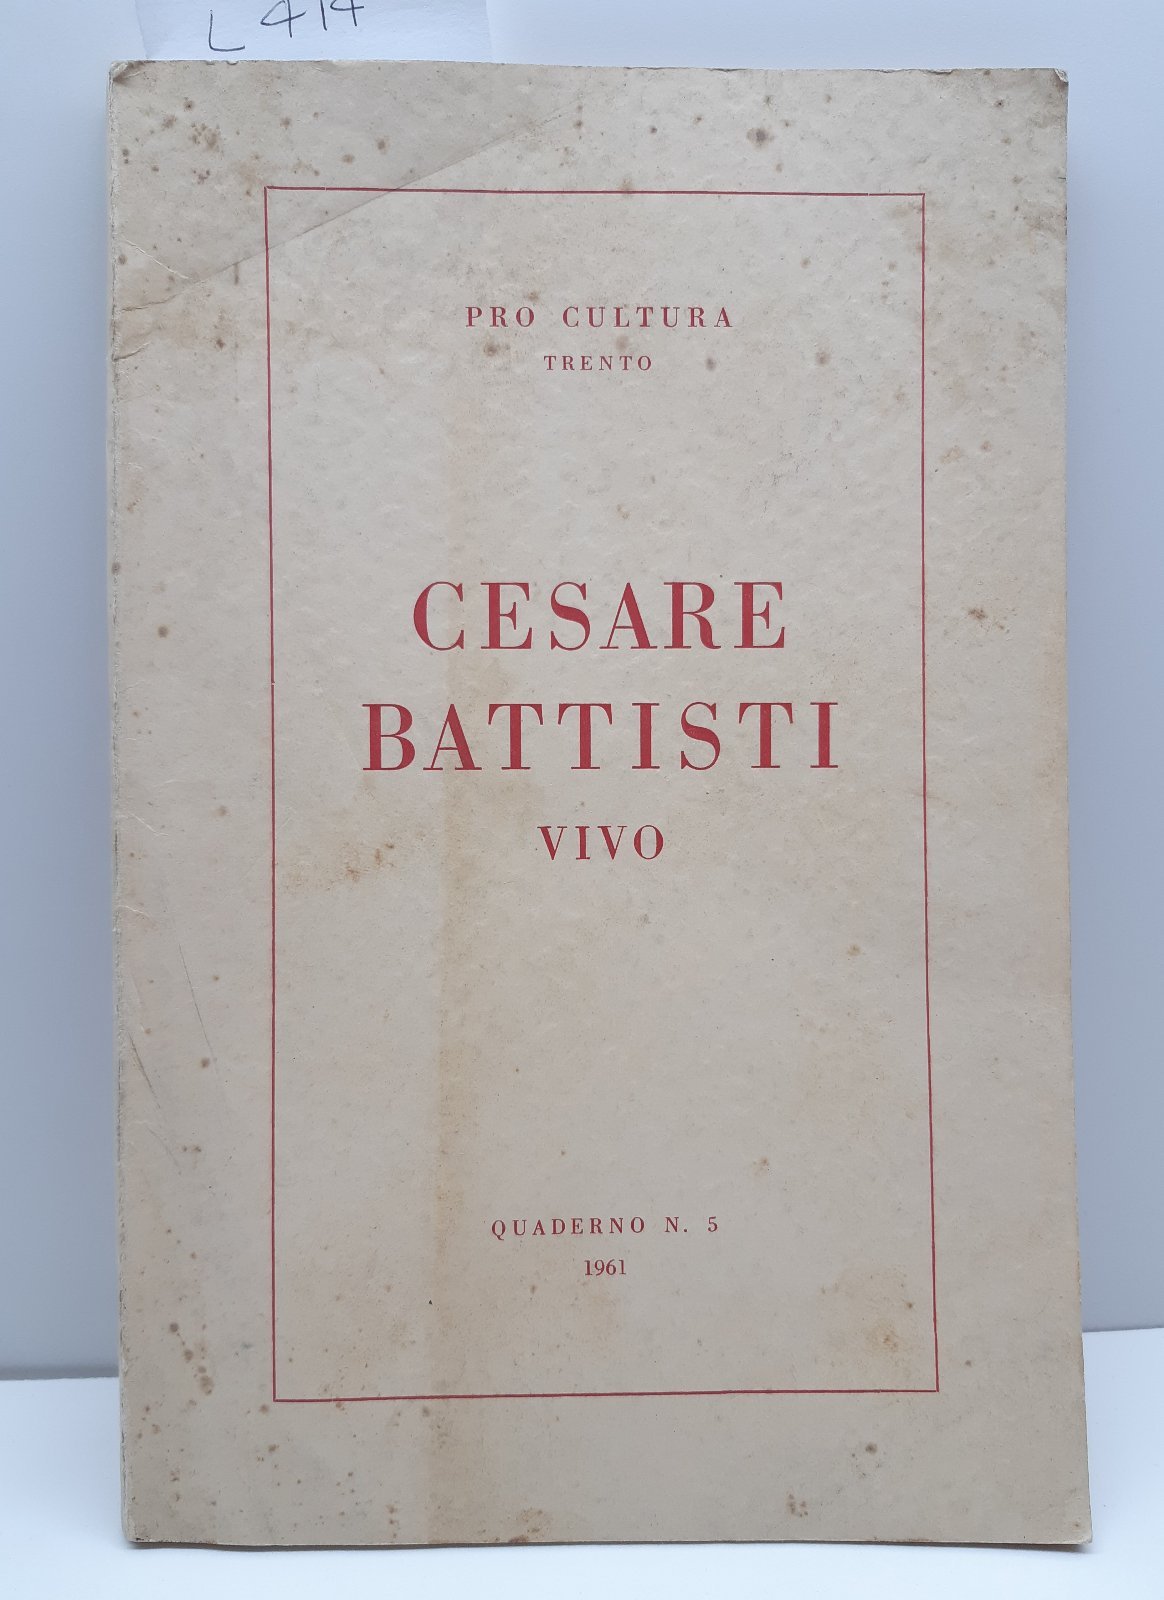 L 414
PRO CULTURA
TRENTO
CESARE
BATTISTI
VIVO
QUADERNO N. 5
1961